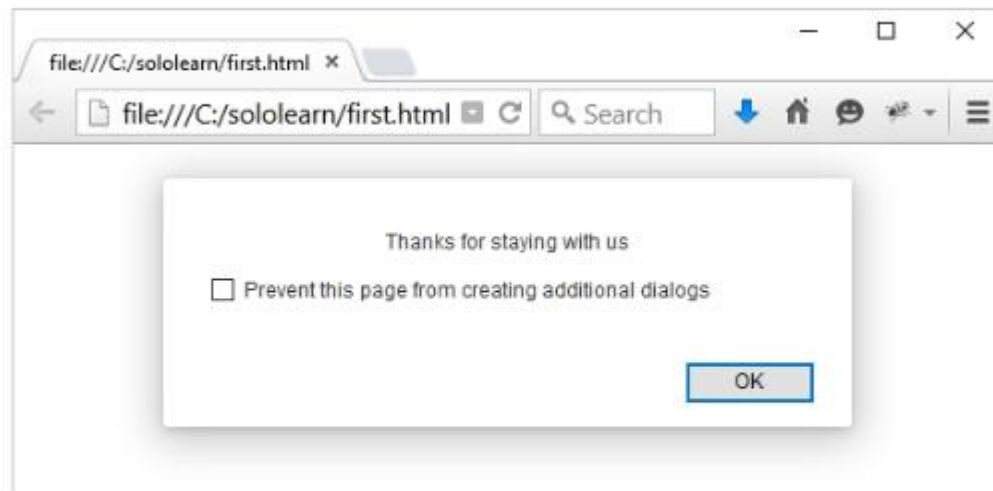 file:///C:/sololearn/first.html
file:///C:/sololearn/first.html Search
Thanks for staying with us
Prevent this page from creating additional dialogs
OK